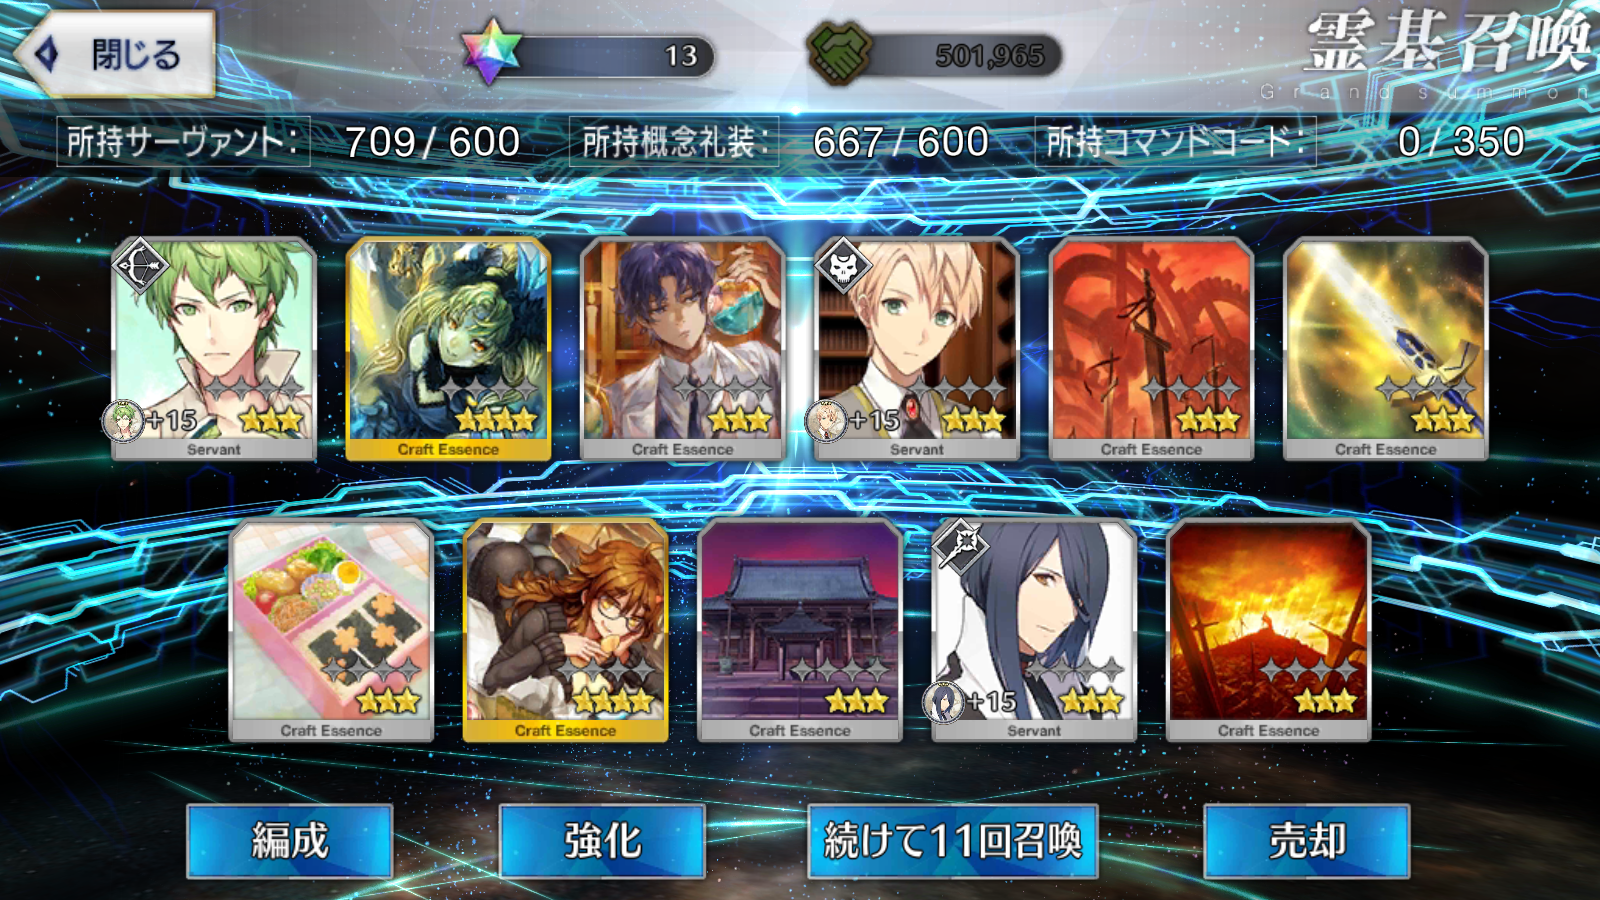 閉じる
13
501,965
霊基召喚
Grand summon
所持サーヴァント： 709 / 600
所持概念礼装： 667 / 600
所持コマンドコード： 0 / 350
+15
Servant
Craft Essence
Craft Essence
+15
Servant
Craft Essence
Craft Essence
Craft Essence
Craft Essence
Craft Essence
+15
Servant
Craft Essence
編成
強化
続けて11回召喚
売却